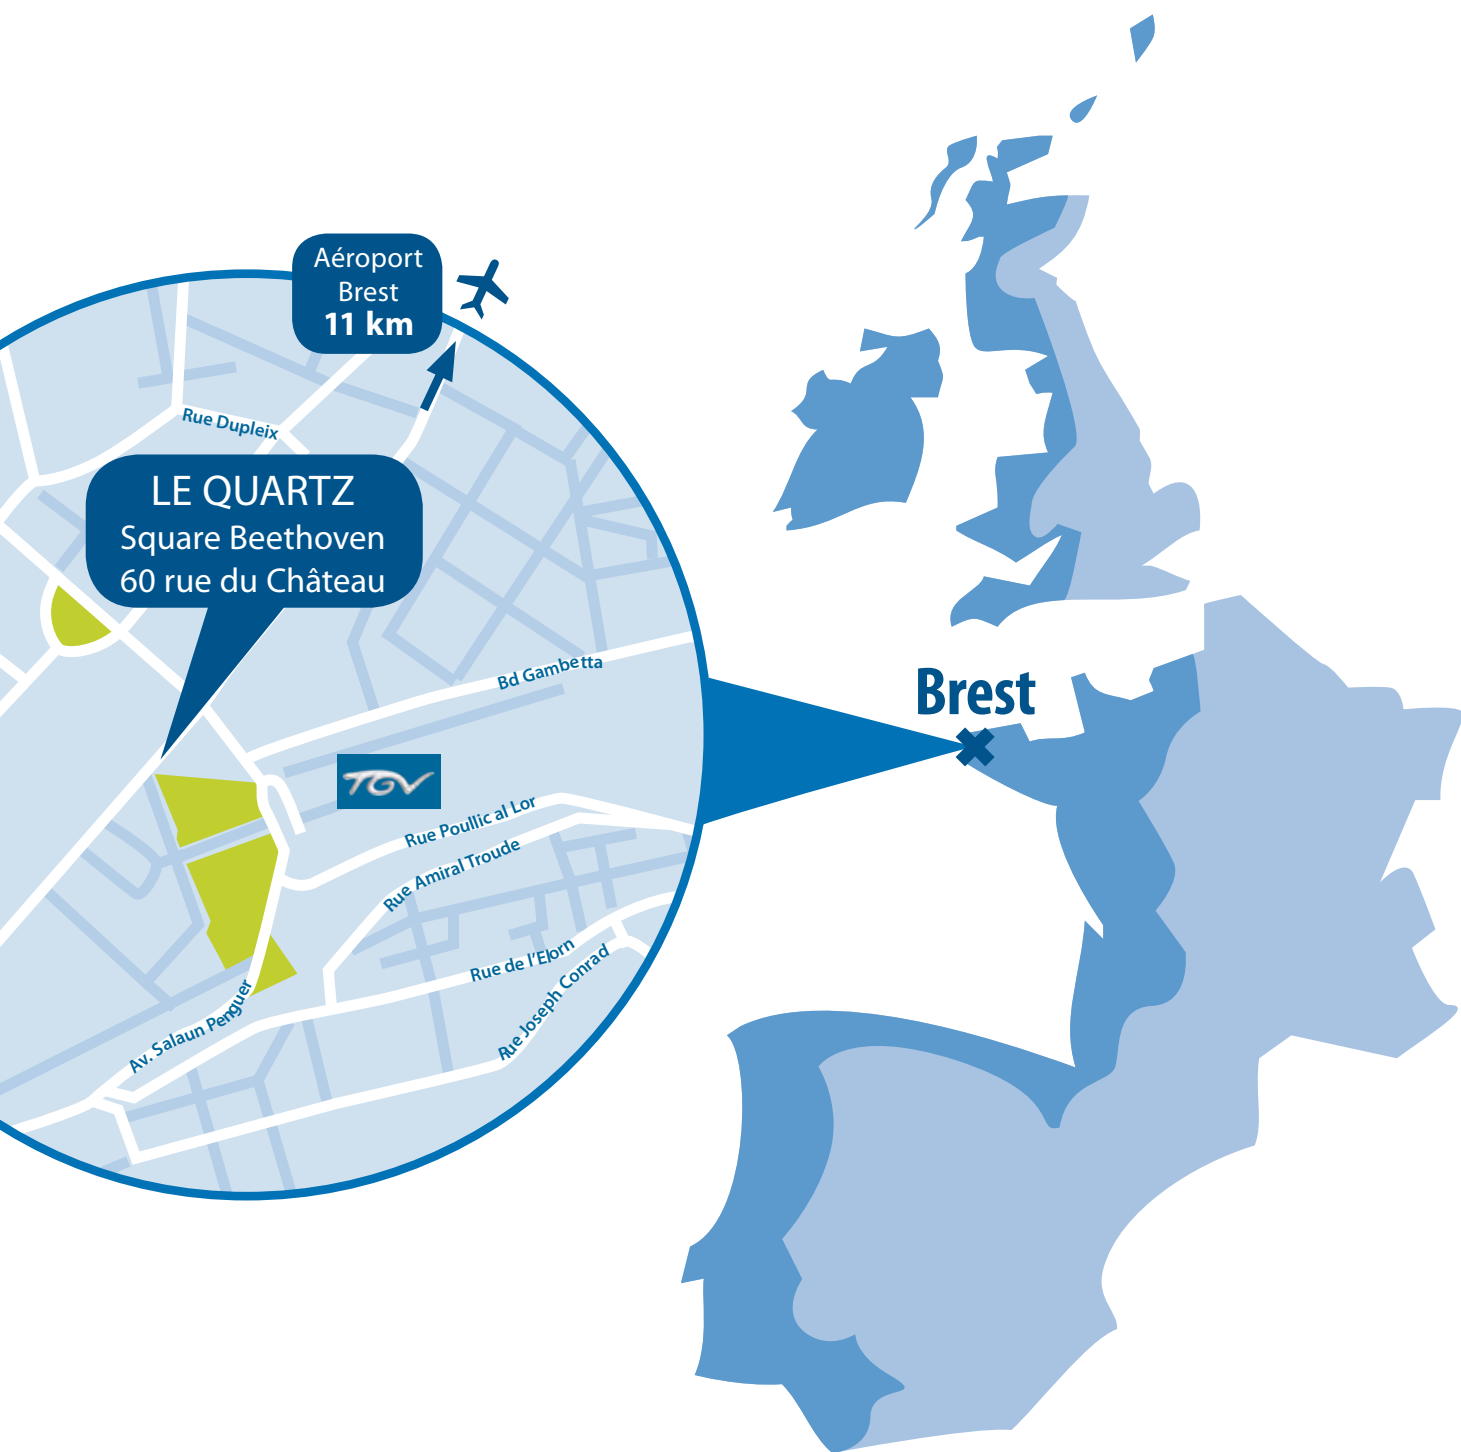 Aéroport
Brest
11 km
Rue Dupleix
LE QUARTZ
Square Beethoven
60 rue du Château
Bd Gambetta
Brest
TGV
Rue Poullic al Lor
Rue Amiral Troude
Rue de l'Elorn
Rue Joseph Conrad
Av. Salaun Penguer